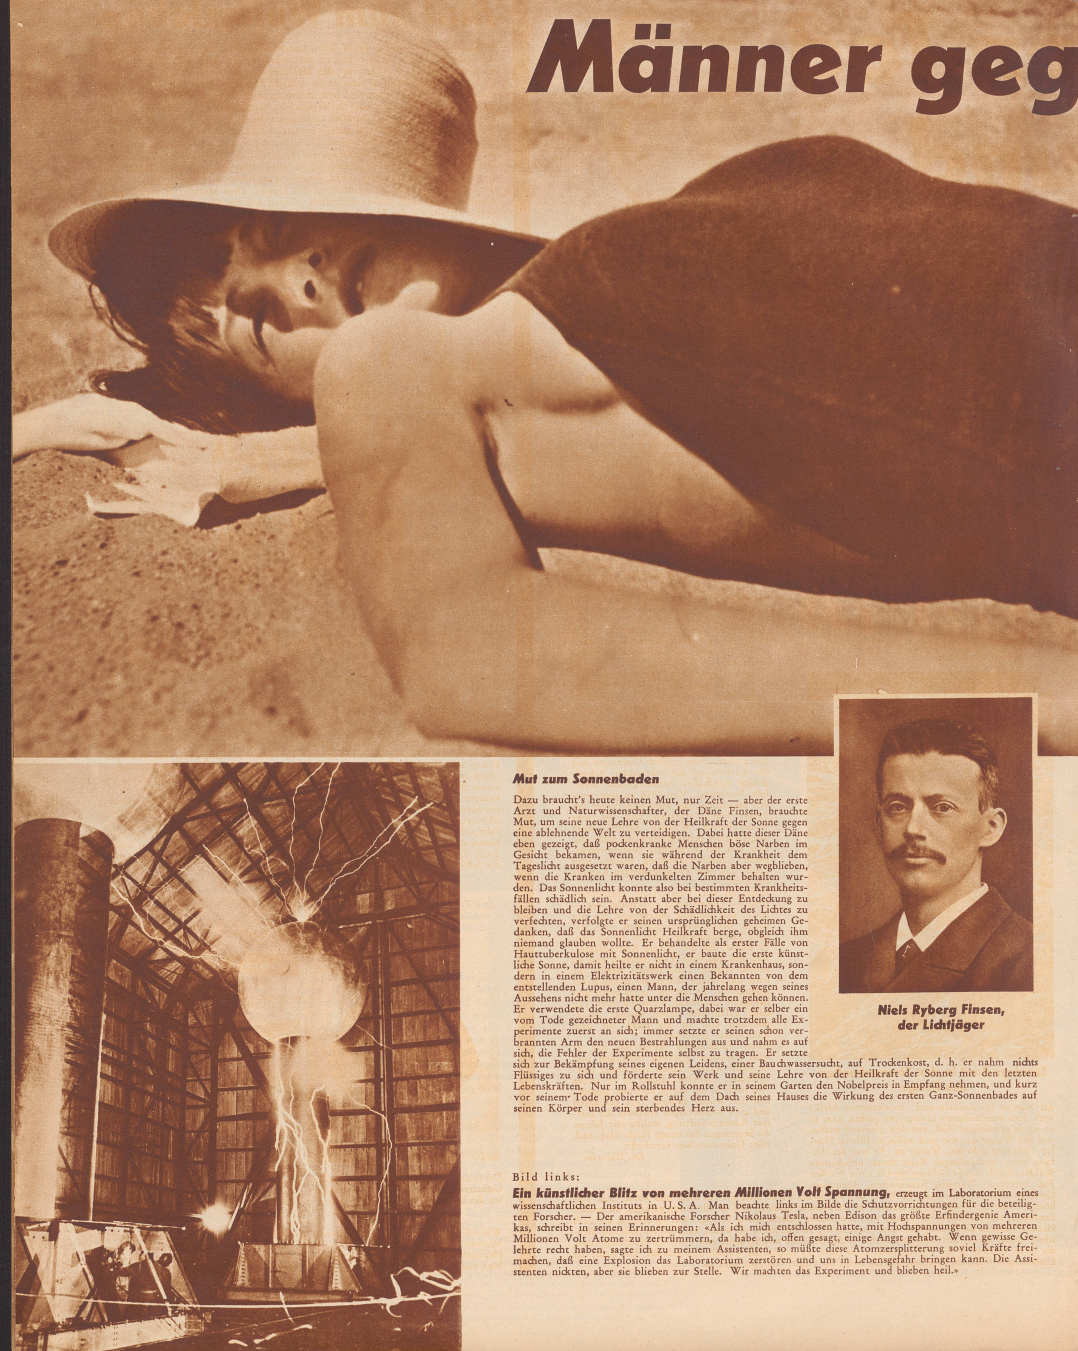 Männer geg
Mut zum Sonnenbaden
Dazu braucht's heute keinen Mut, nur Zeit — aber der erste
Arzt und Naturwissenschafter, der Däne Finsen, brauchte
Mut, um seine neue Lehre von der Heilkraft der Sonne gegen
eine ablehnende Welt zu verteidigen. Dabei hatte dieser Däne
eben gezeigt, daß pockenkranke Menschen böse Narben im
Gesicht bekamen, wenn sie während der Krankheit dem
Tageslicht ausgesetzt waren, daß die Narben aber wegblieben,
wenn die Kranken im verdunkelten Zimmer behalten wur-
den. Das Sonnenlicht konnte also bei bestimmten Krankheits-
fällen schädlich sein. Anstatt aber bei dieser Entdeckung zu
bleiben und die Lehre von der Schädlichkeit des Lichtes zu
verfechten, verfolgte er seinen ursprünglichen geheimen Ge-
danken, daß das Sonnenlicht Heilkraft berge, obgleich ihm
niemand glauben wollte. Er behandelte als erster Fälle von
Hauttuberkulose mit Sonnenlicht, er baute die erste künst-
liche Sonne, damit heilte er nicht in einem Krankenhaus, son-
dern in einem Elektrizitätswerk einen Bekannten von dem
entstellenden Lupus, einen Mann, der jahrelang wegen seines
Aussehens nicht mehr hatte unter die Menschen gehen können.
Er verwendete die erste Quarzlampe, dabei war er selber ein
vom Tode gezeichneter Mann und machte trotzdem alle Ex-
perimente zuerst an sich; immer setzte er seinen schon ver-
brannten Arm den neuen Bestrahlungen aus und nahm es auf
sich, die Fehler der Experimente selbst zu tragen. Er setzte
sich zur Bekämpfung seines eigenen Leidens, einer Bauchwassersucht, auf Trockenkost, d. h. er nahm nichts
Flüssiges zu sich und förderte sein Werk und seine Lehre von der Heilkraft der Sonne mit den letzten
Lebenskräften. Nur im Rollstuhl konnte er in seinem Garten den Nobelpreis in Empfang nehmen, und kurz
vor seinem Tode probierte er auf dem Dach seines Hauses die Wirkung des ersten Ganz-Sonnenbades auf
seinen Körper und sein sterbendes Herz aus.
Niels Ryberg Finsen,
der Lichtjäger
Bild links:
Ein künstlicher Blitz von mehreren Millionen Volt Spannung, erzeugt im Laboratorium eines
wissenschaftlichen Instituts in U. S. A. Man beachte links im Bilde die Schutzvorrichtungen für die beteilig-
ten Forscher. — Der amerikanische Forscher Nikolaus Tesla, neben Edison das größte Erfindergenie Ameri-
kas, schreibt in seinen Erinnerungen: «Als ich mich entschlossen hatte, mit Hochspannungen von mehreren
Millionen Volt Atome zu zertrümmern, da habe ich, offen gesagt, einige Angst gehabt. Wenn gewisse Ge-
lehrte recht haben, sagte ich zu meinem Assistenten, so müßte diese Atomzersplitterung soviel Kräfte frei-
machen, daß eine Explosion das Laboratorium zerstören und uns in Lebensgefahr bringen kann. Die Assi-
stenten nickten, aber sie blieben zur Stelle. Wir machten das Experiment und blieben heil.»